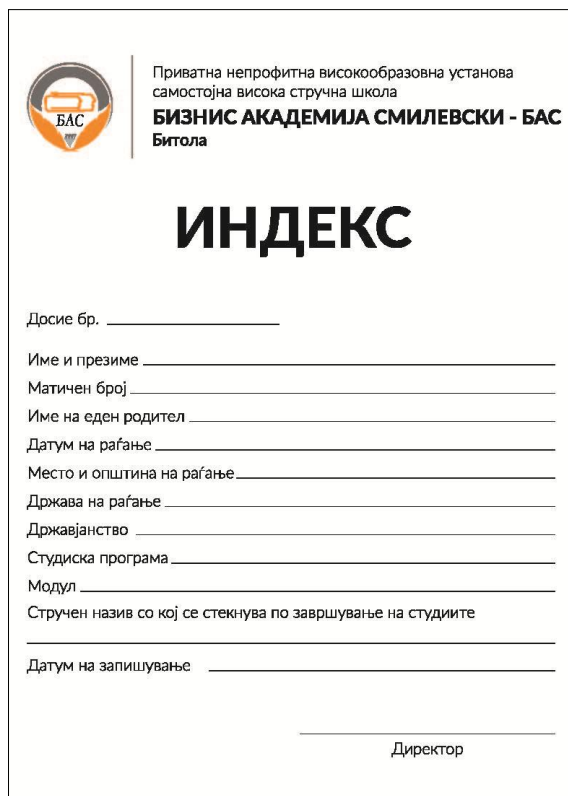 БАС
Приватна непрофитна високообразовна установа
самостојна висока стручна школа
БИЗНИС АКАДЕМИЈА СМИЛЕВСКИ - БАС
Битола
ИНДЕКС
Досие бр.
Име и презиме
Матичен број
Име на еден родител
Датум на раѓање
Место и општина на раѓање
Држава на раѓање
Државјанство
Студиска програма
Модул
Стручен назив со кој се стекнува по завршување на студиите
Датум на запишување
Директор